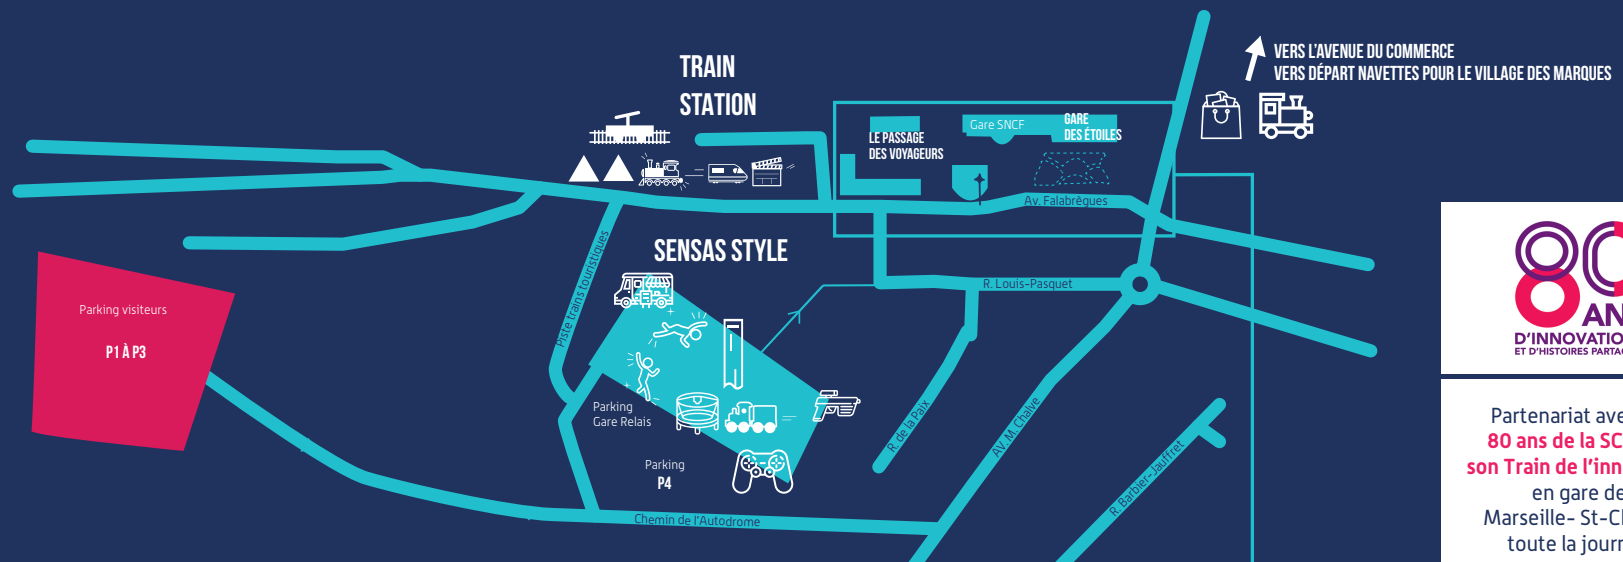 TRAIN
STATION
VERS L'AVENUE DU COMMERCE
VERS DÉPART NAVETTES POUR LE VILLAGE DES MARQUES
LE PASSAGE
DES VOYAGEURS
Gare SNCF
GARE
DES ÉTOILES
Av. Falabrègues
SENSAS STYLE
Piste trains touristiques
R. Louis-Pasquet
Parking visiteurs
P1 À P3
Parking
Gare Relais
Parking
P4
R. de la Paix
AV. M. Chalve
R. Barbier-Jauffret
Chemin de l'Autodrome
80
AN
D'INNOVATIO
ET D'HISTOIRES PARTAG
Partenariat ave
80 ans de la SC
son Train de l'inn
en gare de
Marseille- St-Cl
toute la jour